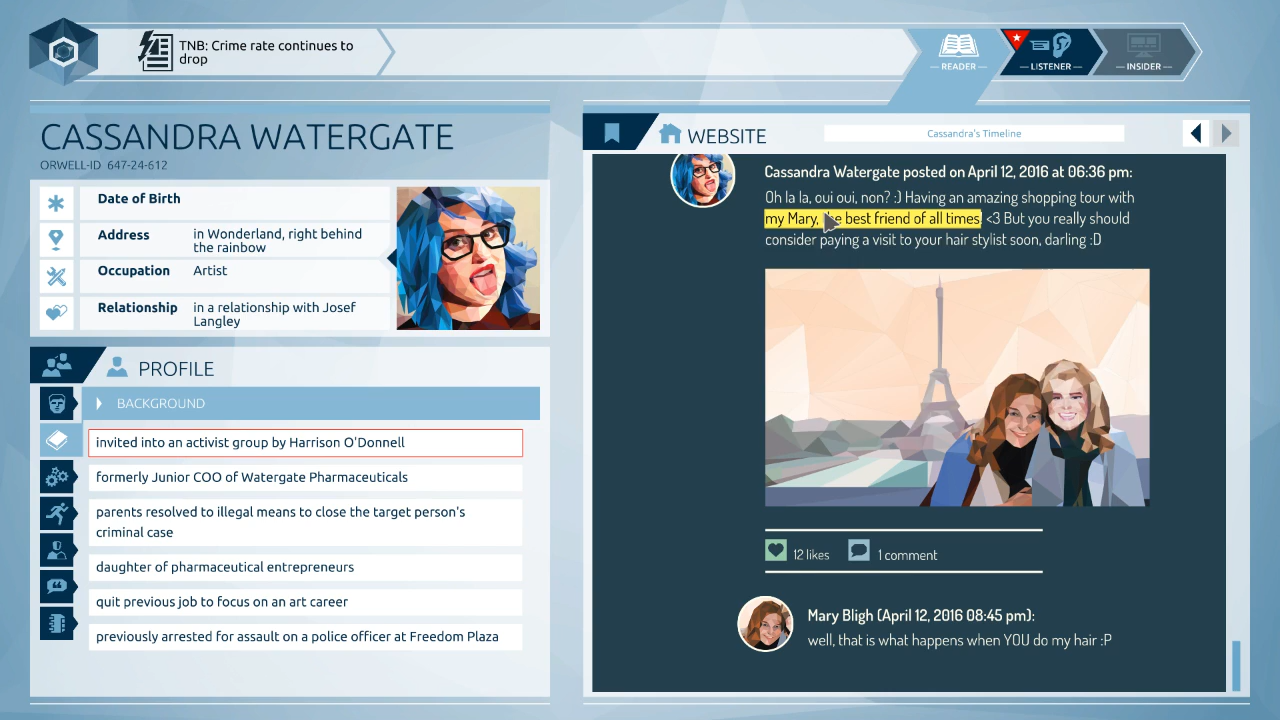 TNB: Crime rate continues to
drop
READER
LISTENER
INSIDER
CASSANDRA WATERGATE
ORWELL-ID 647-24-612
Date of Birth
Address in Wonderland, right behind
the rainbow
Occupation Artist
Relationship in a relationship with Josef
Langley
PROFILE
BACKGROUND
invited into an activist group by Harrison O'Donnell
formerly Junior COO of Watergate Pharmaceuticals
parents resolved to illegal means to close the target person's
criminal case
daughter of pharmaceutical entrepreneurs
quit previous job to focus on an art career
previously arrested for assault on a police officer at Freedom Plaza
WEBSITE
Cassandra's Timeline
Cassandra Watergate posted on April 12, 2016 at 06:36 pm:
Oh la la, oui oui, non? :) Having an amazing shopping tour with
my Mary, the best friend of all times, <3 But you really should
consider paying a visit to your hair stylist soon, darling :D
12 likes 1 comment
Mary Bligh (April 12, 2016 08:45 pm):
well, that is what happens when YOU do my hair :P